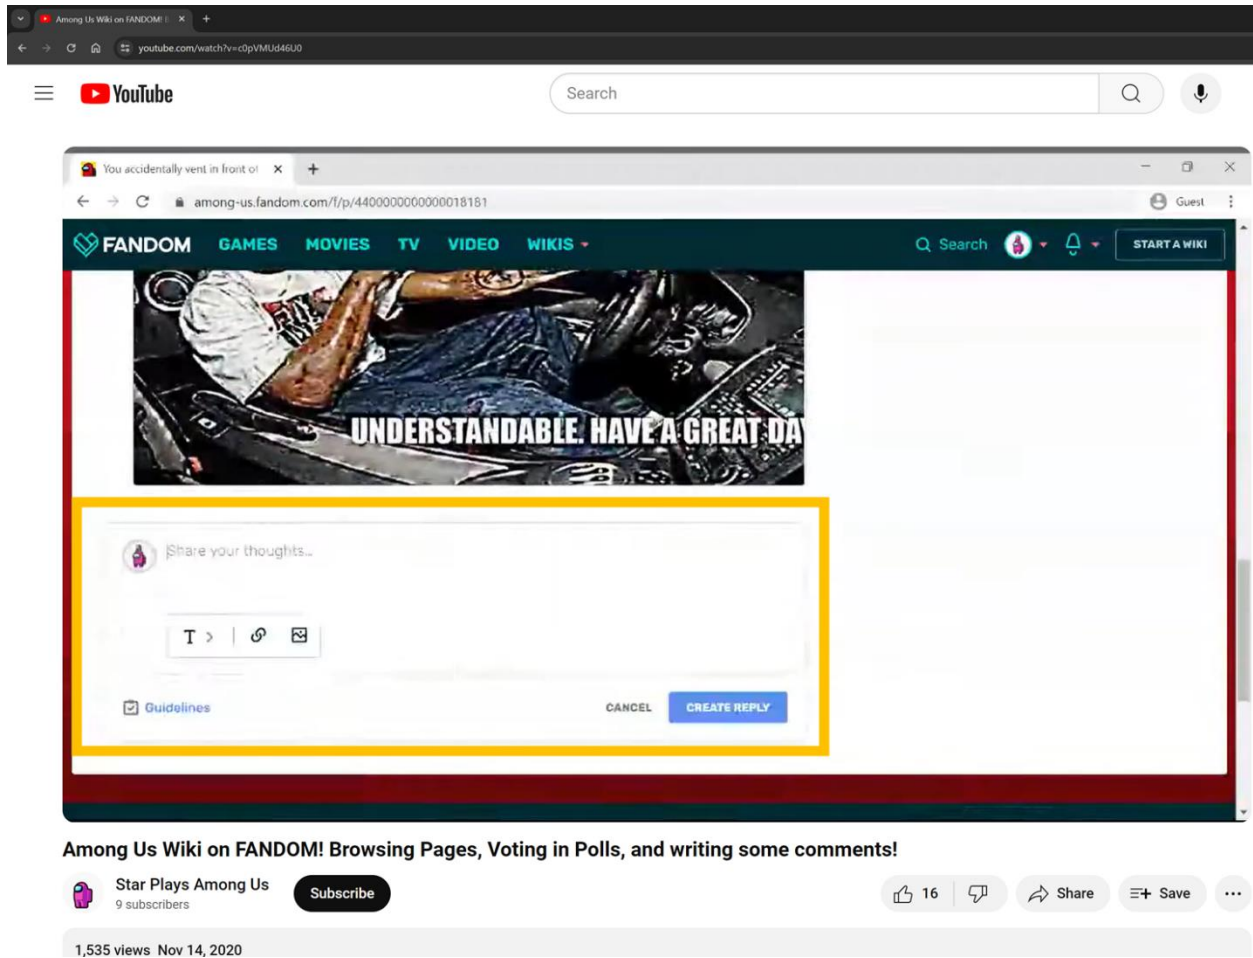 Among Us Wiki on FANDOM! B
youtube.com/watch?v=c0pVMUd46U0
YouTube
Search
You accidentally vent in front of
among-us.fandom.com/f/p/4400000000000018181
Guest
FANDOM GAMES MOVIES TV VIDEO WIKIS Search START A WIKI
UNDERSTANDABLE. HAVE A GREAT DAY
Share your thoughts...
T
Guidelines CANCEL CREATE REPLY
Among Us Wiki on FANDOM! Browsing Pages, Voting in Polls, and writing some comments!
Star Plays Among Us
9 subscribers
Subscribe
16 Share Save
1,535 views Nov 14, 2020